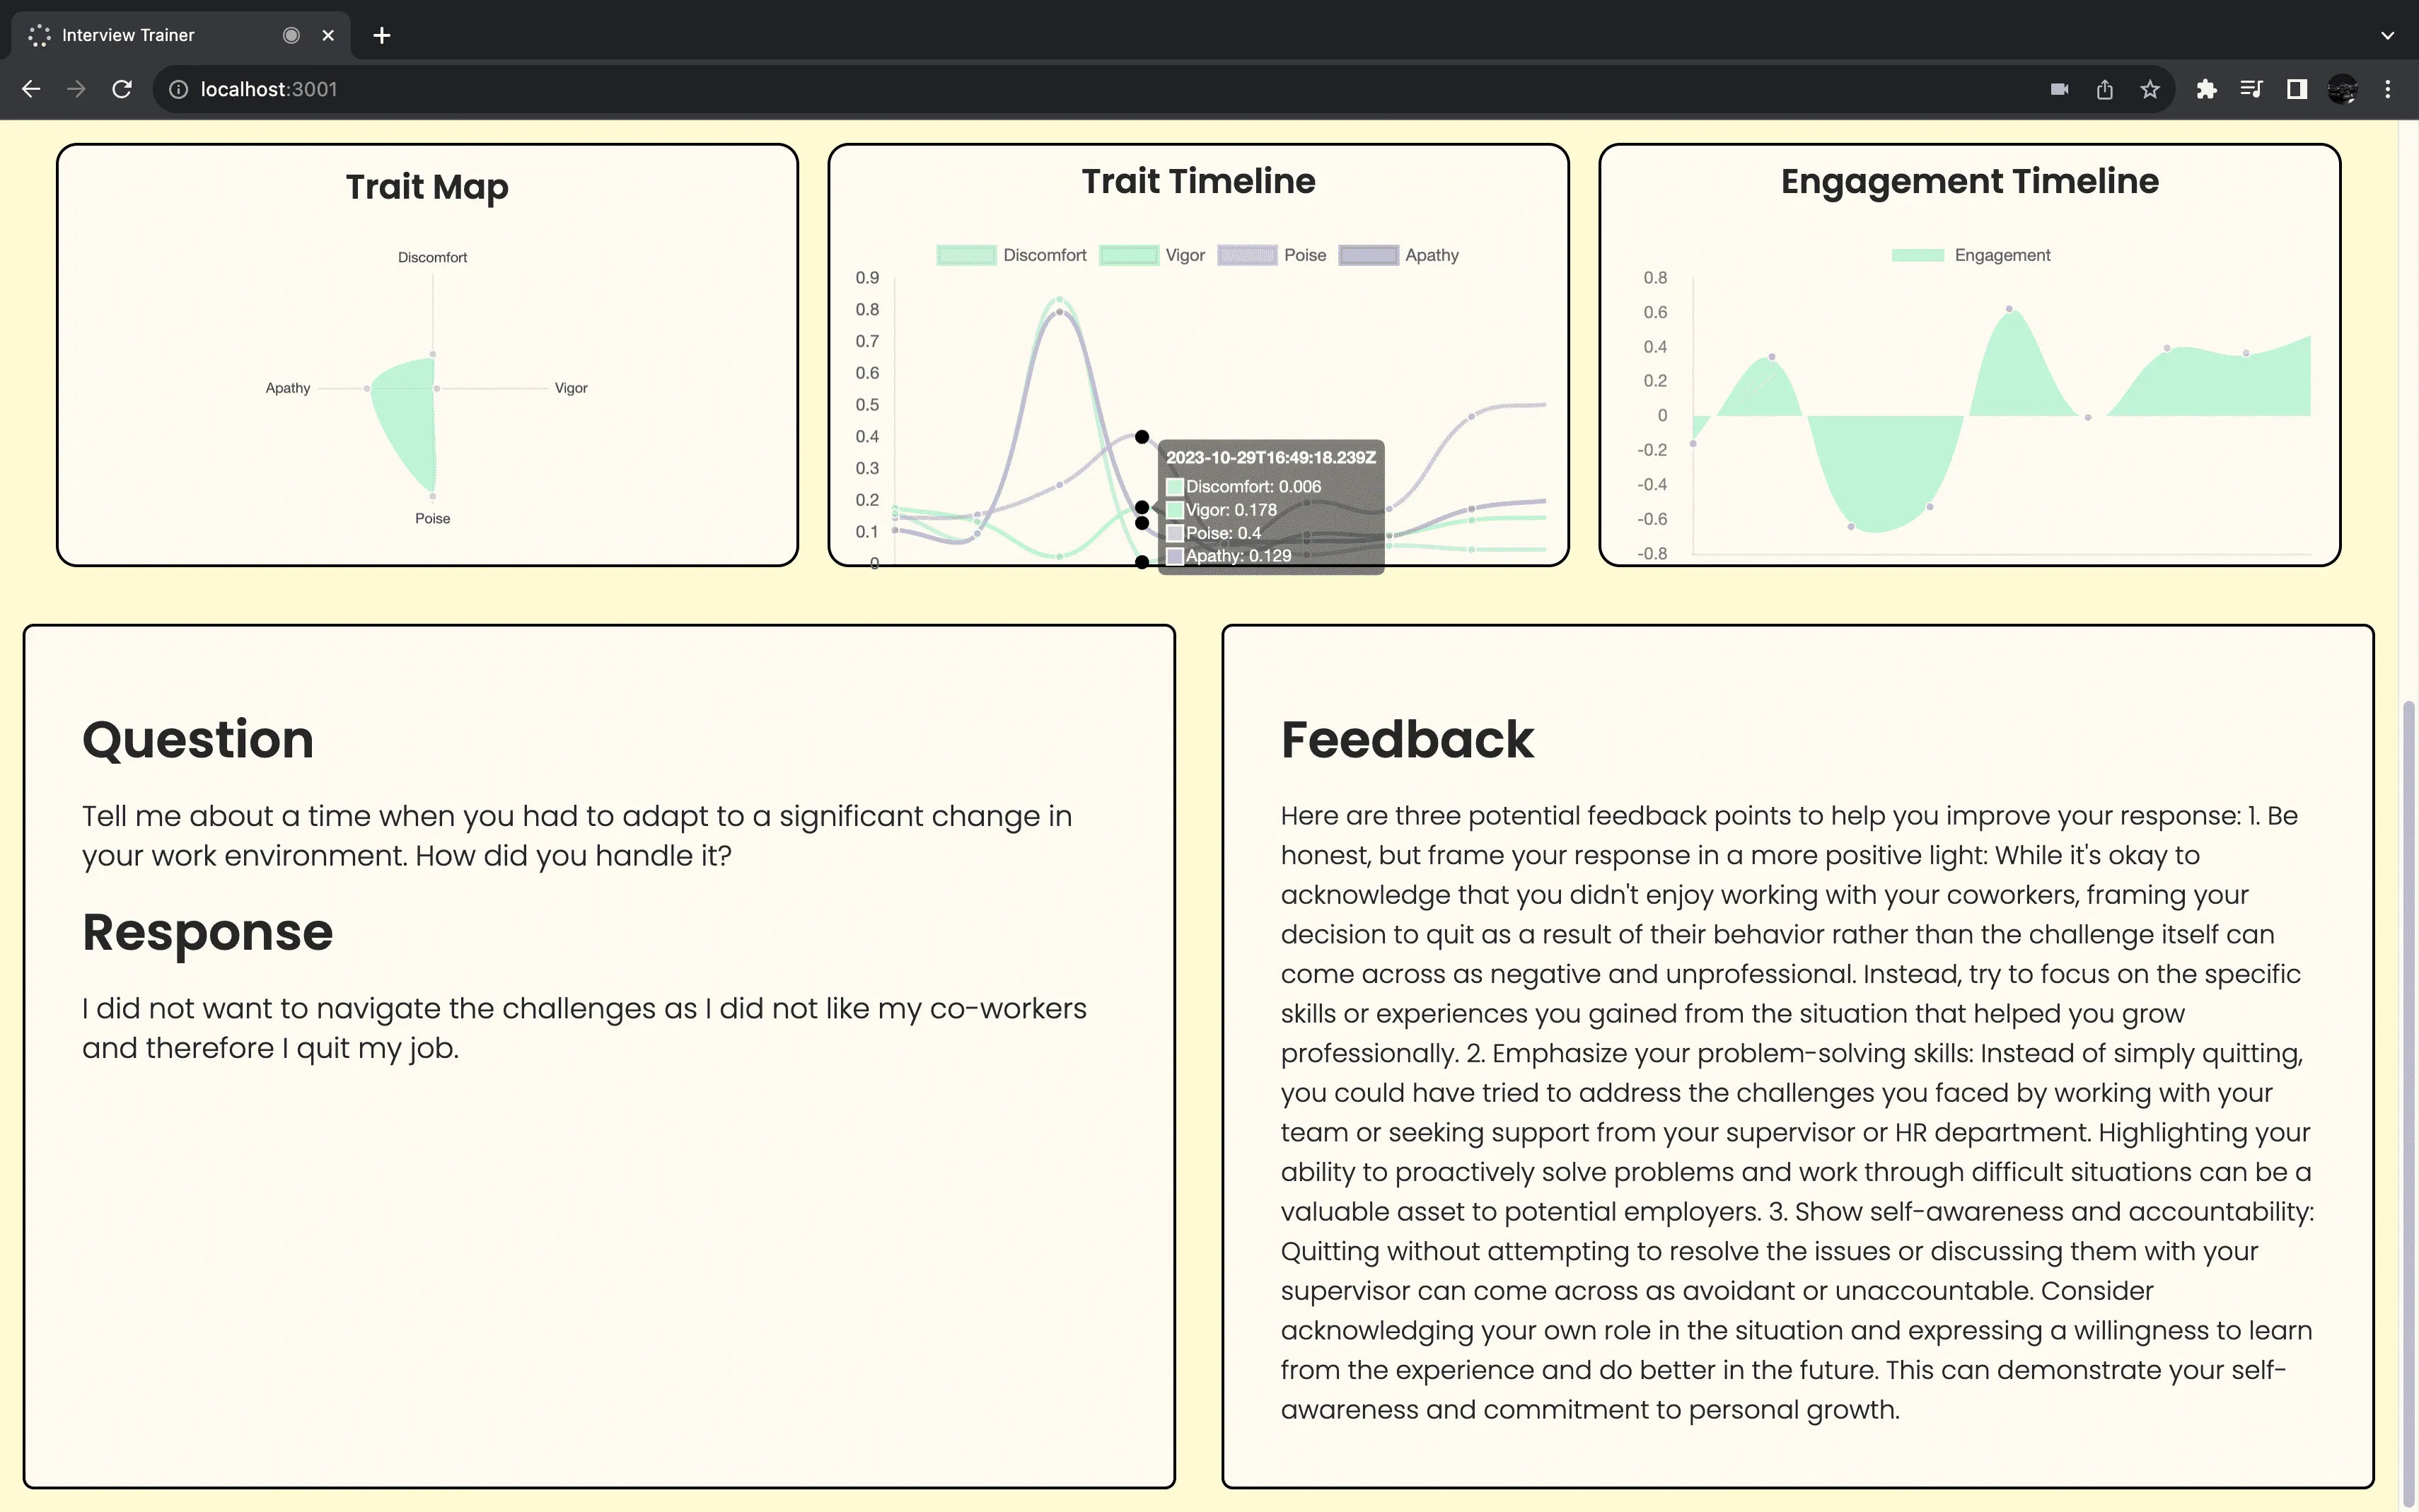 Interview Trainer
localhost:3001
Trait Map
Discomfort
Apathy
Vigor
Poise
Trait Timeline
Discomfort Vigor Poise Apathy
0.9
0.8
0.7
0.6
0.5
0.4
0.3
0.2
0.1
0
2023-10-29T16:49:18.239Z
Discomfort: 0.006
Vigor: 0.178
Poise: 0.4
Apathy: 0.129
Engagement Timeline
Engagement
0.8
0.6
0.4
0.2
0
-0.2
-0.4
-0.6
-0.8
Question
Tell me about a time when you had to adapt to a significant change in
your work environment. How did you handle it?
Response
I did not want to navigate the challenges as I did not like my co-workers
and therefore I quit my job.
Feedback
Here are three potential feedback points to help you improve your response: 1. Be
honest, but frame your response in a more positive light: While it's okay to
acknowledge that you didn't enjoy working with your coworkers, framing your
decision to quit as a result of their behavior rather than the challenge itself can
come across as negative and unprofessional. Instead, try to focus on the specific
skills or experiences you gained from the situation that helped you grow
professionally. 2. Emphasize your problem-solving skills: Instead of simply quitting,
you could have tried to address the challenges you faced by working with your
team or seeking support from your supervisor or HR department. Highlighting your
ability to proactively solve problems and work through difficult situations can be a
valuable asset to potential employers. 3. Show self-awareness and accountability:
Quitting without attempting to resolve the issues or discussing them with your
supervisor can come across as avoidant or unaccountable. Consider
acknowledging your own role in the situation and expressing a willingness to learn
from the experience and do better in the future. This can demonstrate your self-
awareness and commitment to personal growth.